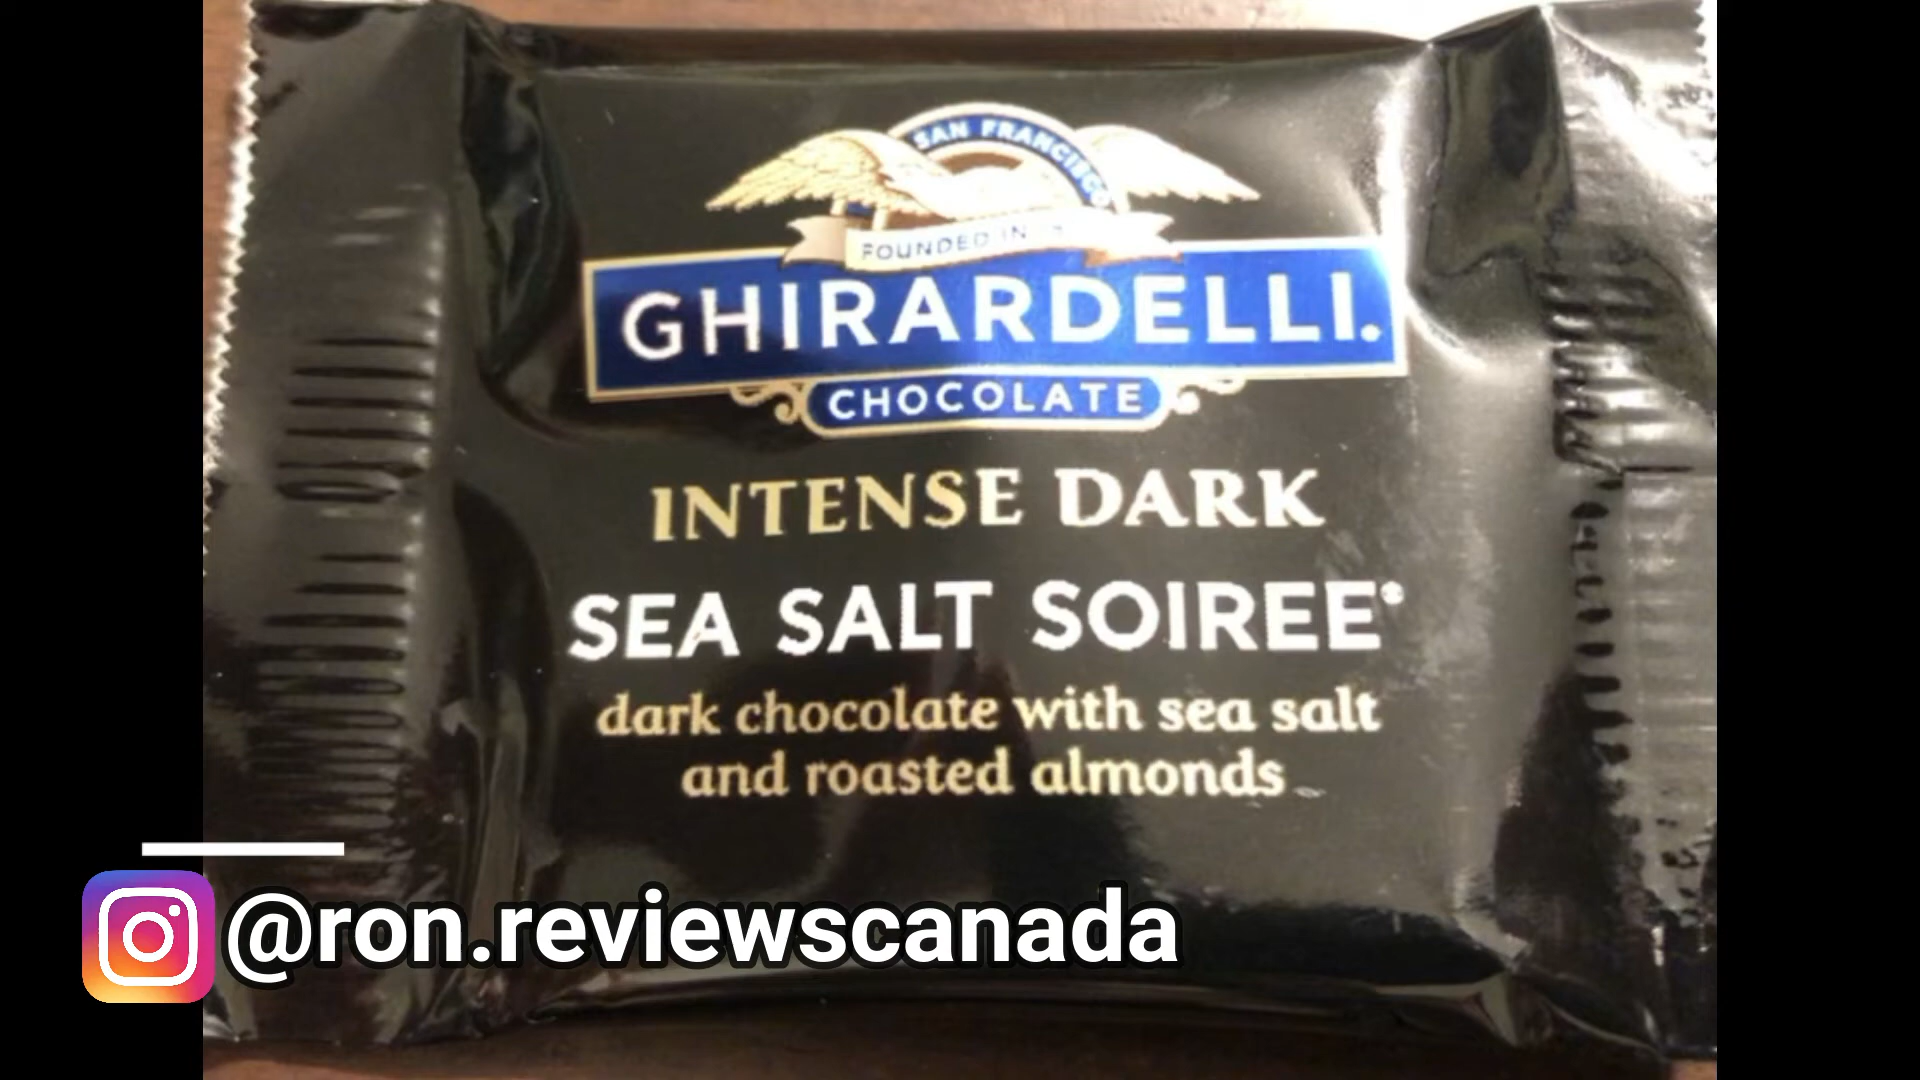 SAN FRANCISCO
FOUNDED IN
GHIRARDELLI.
CHOCOLATE
INTENSE DARK
SEA SALT SOIREE®
dark chocolate with sea salt
and roasted almonds
@ron.reviewscanada